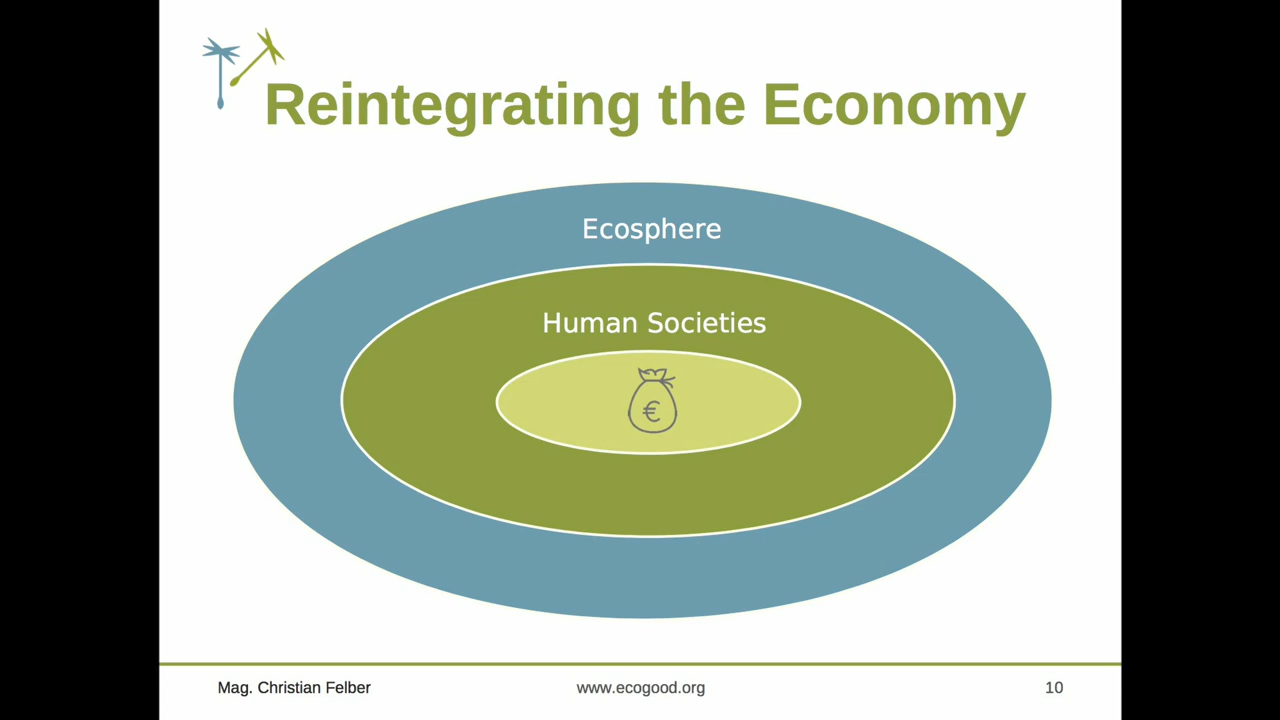 Reintegrating the Economy
Ecosphere
Human Societies
€
Mag. Christian Felber
www.ecogood.org
10